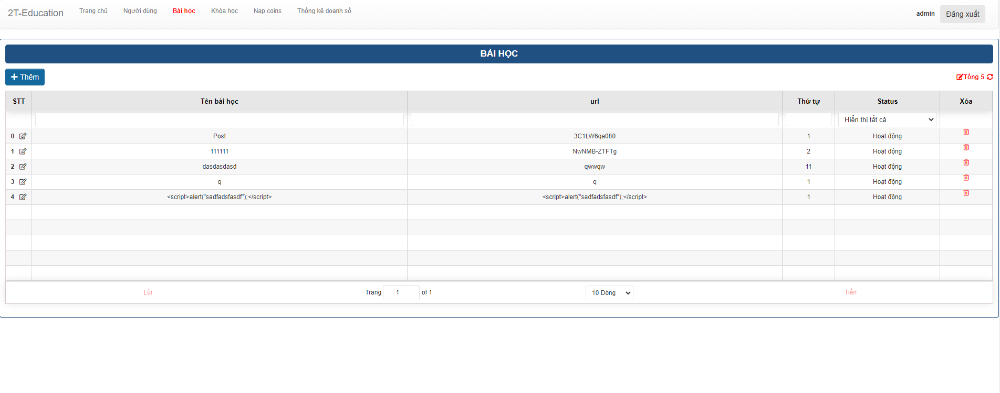 2T-Education Trang chủ Người dùng Bài học Khóa học Nạp coins Thống kê doanh số admin Đăng xuất
BÀI HỌC
Thêm Tổng 5
STT Tên bài học url Thứ tự Status Xóa
Hiển thị tất cả
0 Post 3C1LW6qa080 1 Hoạt động
1 111111 NwNMB-ZTFTg 2 Hoạt động
2 dasdasdasd qwwqw 11 Hoạt động
3 q q 1 Hoạt động
4 <script>alert("sadfadsfasdf");</script> <script>alert("sadfadsfasdf");</script> 1 Hoạt động
Lùi Trang 1 of 1 10 Dòng Tiến